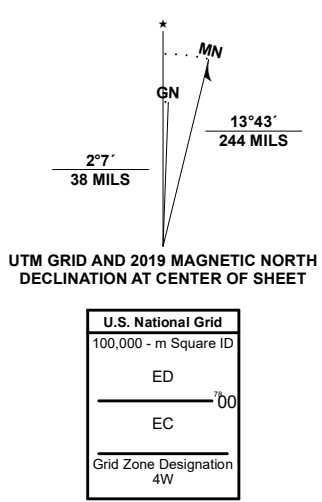 ★
MN
GN
13°43´
244 MILS
2°7´
38 MILS
UTM GRID AND 2019 MAGNETIC NORTH
DECLINATION AT CENTER OF SHEET
U.S. National Grid
100,000 - m Square ID
ED
7800
EC
Grid Zone Designation
4W